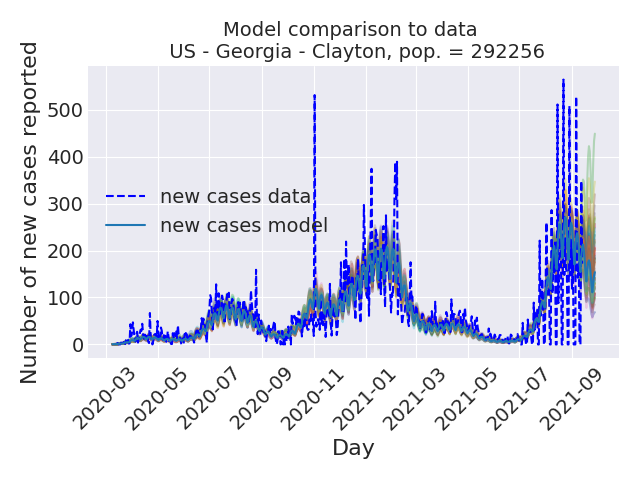 Model comparison to data
US - Georgia - Clayton, pop. = 292256
Number of new cases reported
500
400
300
200
100
0
new cases data
new cases model
2020-03
2020-05
2020-07
2020-09
2020-11
2021-01
2021-03
2021-05
2021-07
2021-09
Day